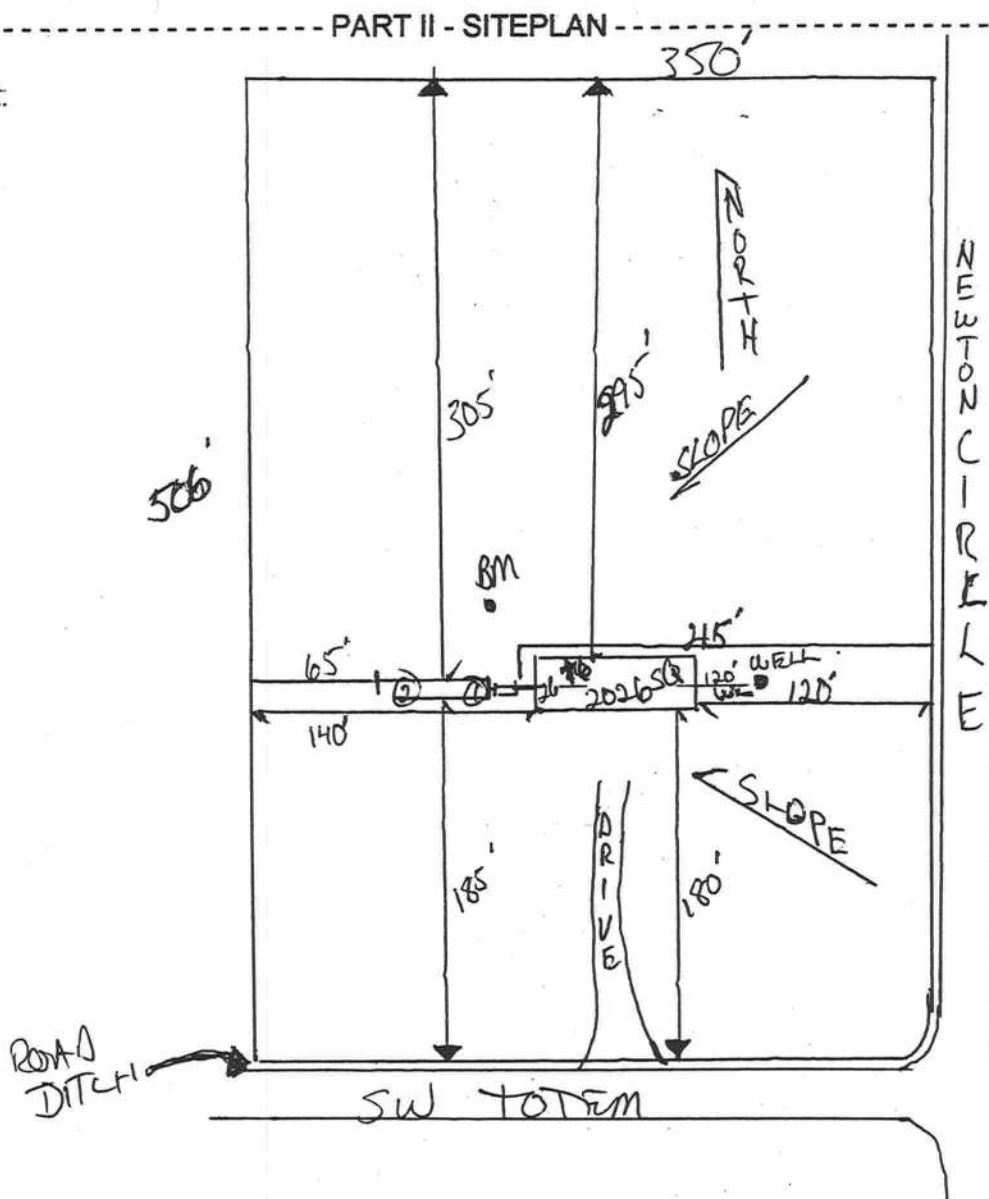 PART II - SITEPLAN
350'
NORTH
NEWTON CIRCLE
305'
295'
SLOPE
506'
BM
215'
65'
WELL
2
1
2026 SQ
120'
120'
140'
SLOPE
DRIVE
185'
180'
ROAD
DITCH
SW TOTEM